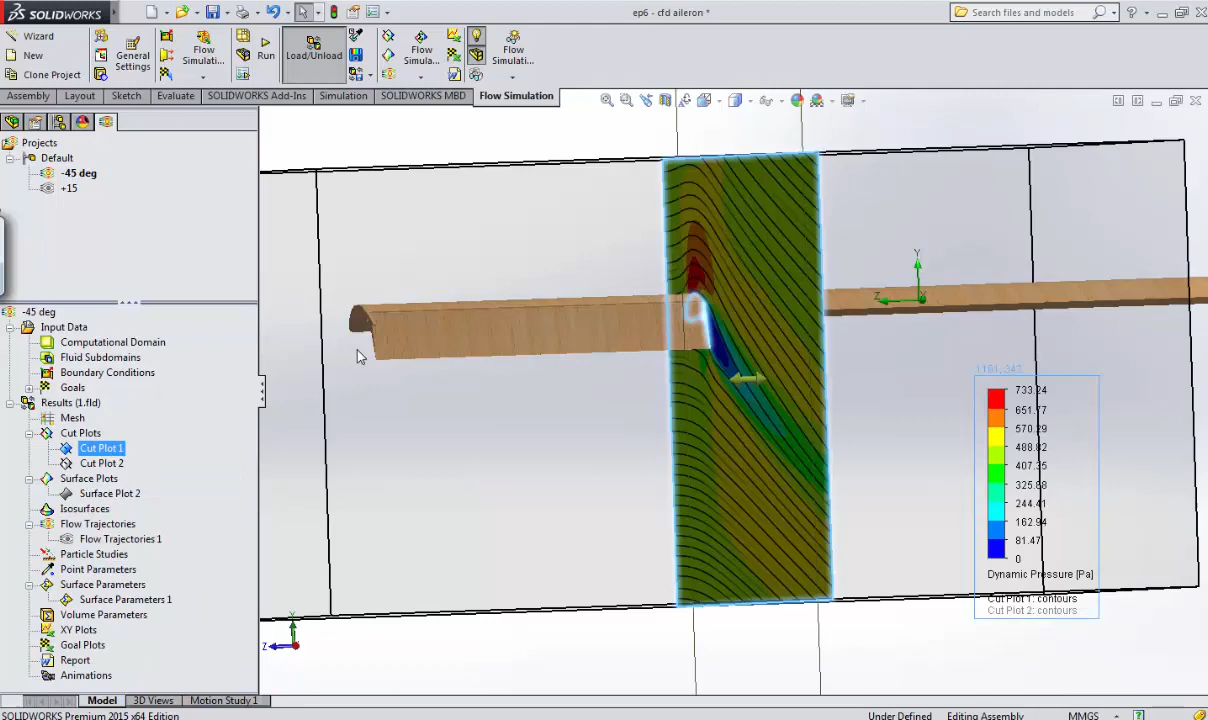 SOLIDWORKS
ep6 - cfd aileron *
Search files and models
Wizard
New
Clone Project
General
Settings
Flow
Simulati...
Run
Load/Unload
Flow
Simula...
Flow
Simulati...
Assembly
Layout
Sketch
Evaluate
SOLIDWORKS Add-Ins
Simulation
SOLIDWORKS MBD
Flow Simulation
Projects
Default
-45 deg
+15
-45 deg
Input Data
Computational Domain
Fluid Subdomains
Boundary Conditions
Goals
Results (1.fld)
Mesh
Cut Plots
Cut Plot 1
Cut Plot 2
Surface Plots
Surface Plot 2
Isosurfaces
Flow Trajectories
Flow Trajectories 1
Particle Studies
Point Parameters
Surface Parameters
Surface Parameters 1
Volume Parameters
XY Plots
Goal Plots
Report
Animations
Y
Z
X
Y
Z
1161, 342
733.24
651.77
570.29
488.82
407.35
325.88
244.41
162.94
81.47
0
Dynamic Pressure [Pa]
Cut Plot 1: contours
Cut Plot 2: contours
Model
3D Views
Motion Study 1
SOLIDWORKS Premium 2015 x64 Edition
Under Defined
Editing Assembly
MMGS